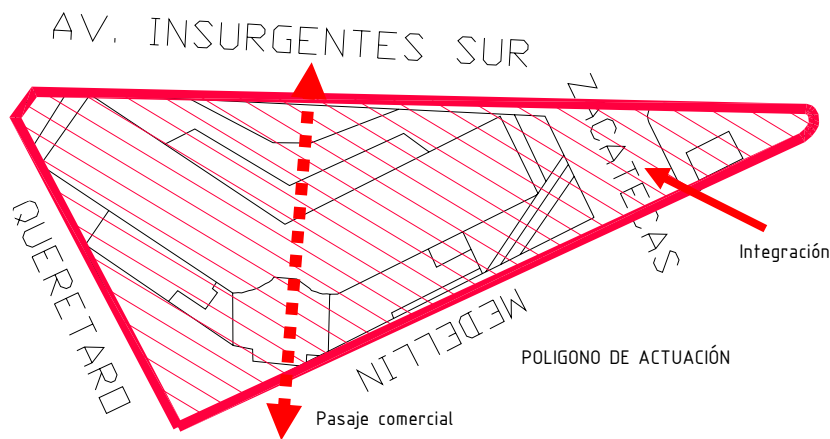 AV. INSURGENTES SUR
ZACATECAS
QUERETARO
Integración
MEDELLIN
POLIGONO DE ACTUACIÓN
Pasaje comercial